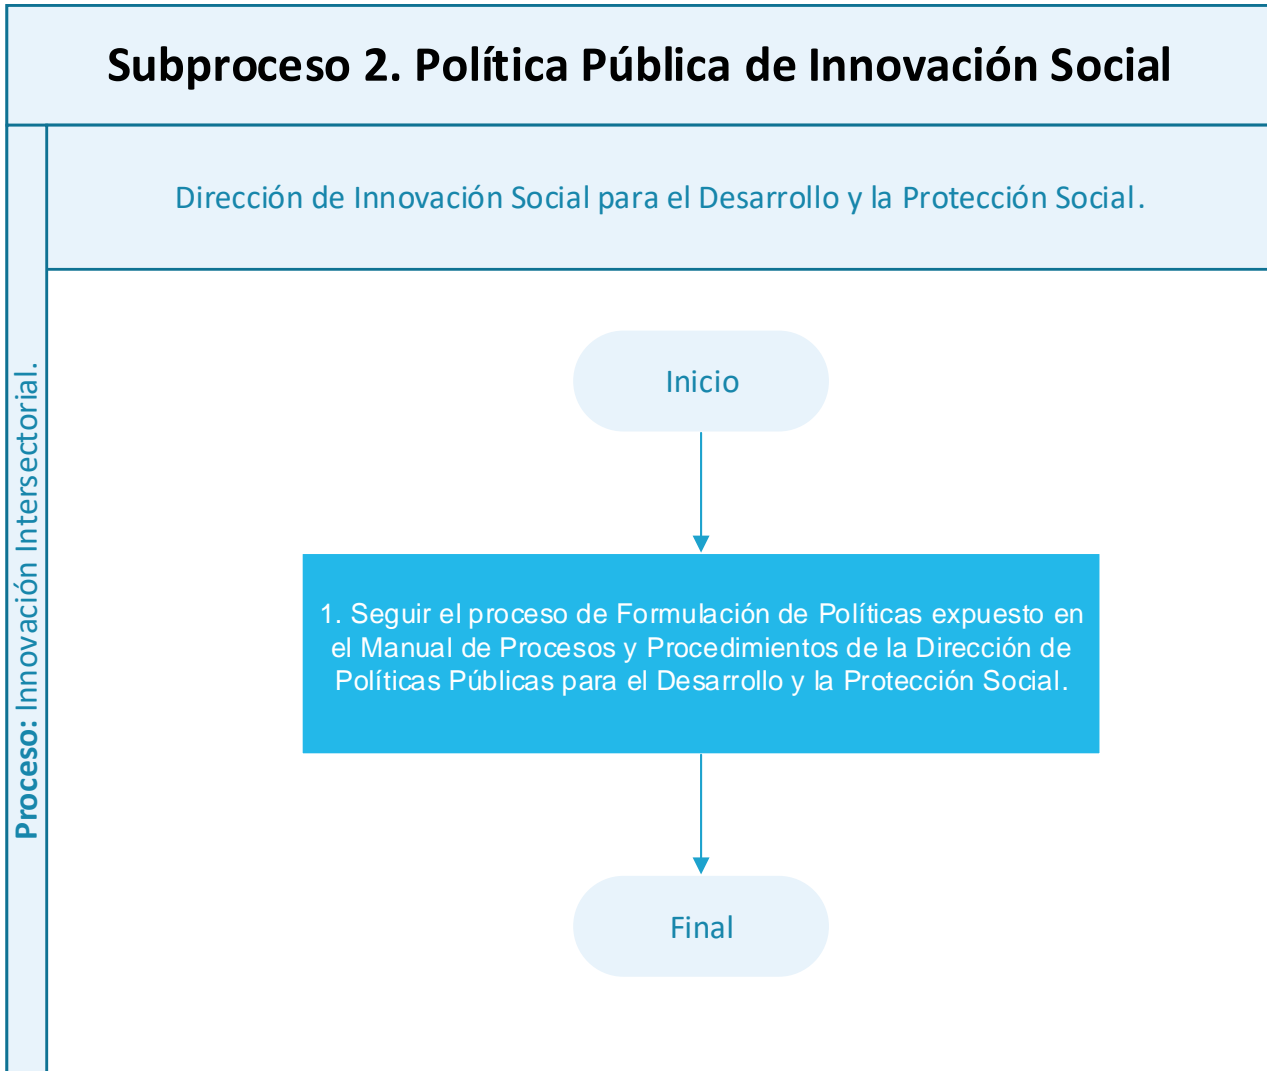 Subproceso 2. Política Pública de Innovación Social
Dirección de Innovación Social para el Desarrollo y la Protección Social.
Proceso: Innovación Intersectorial.
Inicio
1. Seguir el proceso de Formulación de Políticas expuesto en
el Manual de Procesos y Procedimientos de la Dirección de
Políticas Públicas para el Desarrollo y la Protección Social.
Final